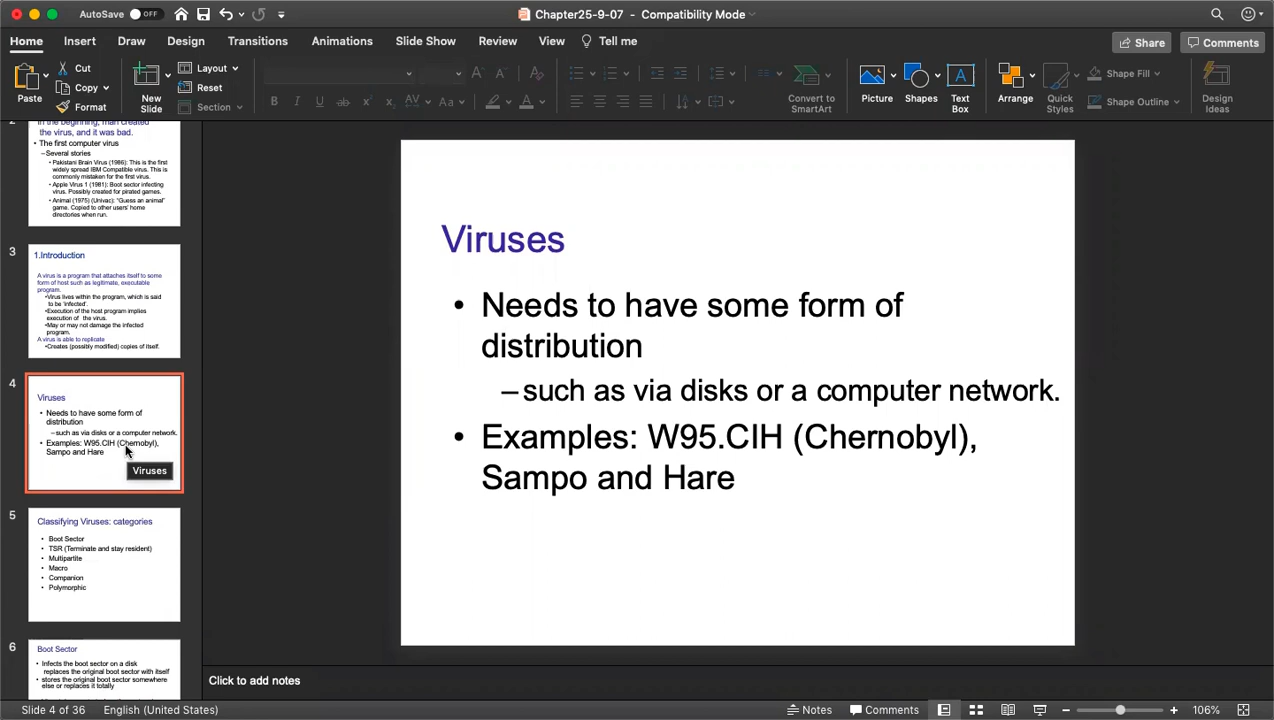 AutoSave OFF
Chapter25-9-07 - Compatibility Mode
Home Insert Draw Design Transitions Animations Slide Show Review View Tell me
Share Comments
Paste
Cut
Copy
Format
New
Slide
Layout
Reset
Section
Convert to
SmartArt
Picture
Shapes
Text
Box
Arrange
Quick
Styles
Shape Fill
Shape Outline
Design
Ideas
2
In the beginning, man created
the virus, and it was bad.
• The first computer virus
–Several stories
• Pakistani Brain Virus (1986): This is the first
widely spread IBM Compatible virus. This is
commonly mistaken for the first virus.
• Apple Virus 1 (1981): Boot sector infecting
virus. Possibly created for pirated games.
• Animal (1975) (Univac): “Guess an animal”
game. Copied to other users’ home
directories when run.
3
1.Introduction
A virus is a program that attaches itself to some
form of host such as legitimate, executable
program.
•Virus lives within the program, which is said
to be ‘infected’.
•Execution of the host program implies
execution of the virus.
•May or may not damage the infected
program.
A virus is able to replicate
•Creates (possibly modified) copies of itself.
4
Viruses
• Needs to have some form of
distribution
–such as via disks or a computer network.
• Examples: W95.CIH (Chernobyl),
Sampo and Hare
Viruses
5
Classifying Viruses: categories
• Boot Sector
• TSR (Terminate and stay resident)
• Multipartite
• Macro
• Companion
• Polymorphic
6
Boot Sector
• Infects the boot sector on a disk
replaces the original boot sector with itself
• stores the original boot sector somewhere
else or replaces it totally
Viruses
• Needs to have some form of
distribution
–such as via disks or a computer network.
• Examples: W95.CIH (Chernobyl),
Sampo and Hare
Click to add notes
Slide 4 of 36 English (United States)
Notes Comments 106%